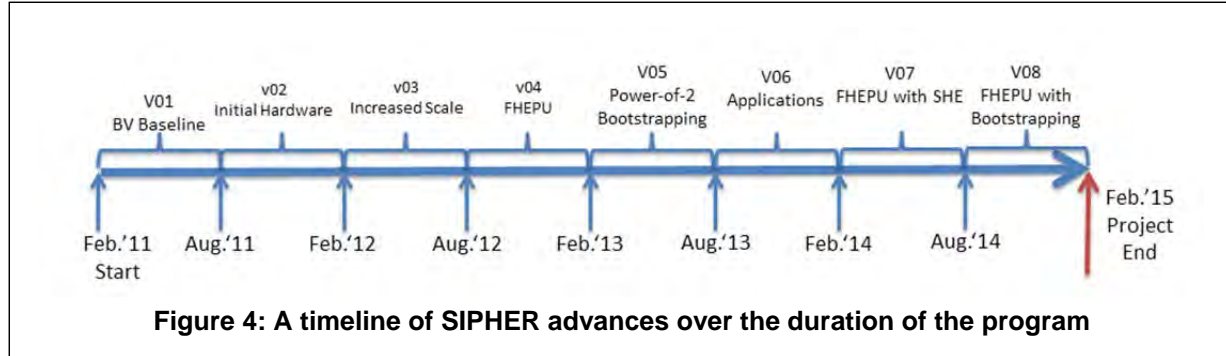 V01
BV Baseline
v02
Initial Hardware
v03
Increased Scale
v04
FHEPU
V05
Power-of-2
Bootstrapping
V06
Applications
V07
FHEPU with SHE
V08
FHEPU with
Bootstrapping
Feb.'11
Start
Aug.'11
Feb.'12
Aug.'12
Feb.'13
Aug.'13
Feb.'14
Aug.'14
Feb.'15
Project
End
Figure 4: A timeline of SIPHER advances over the duration of the program